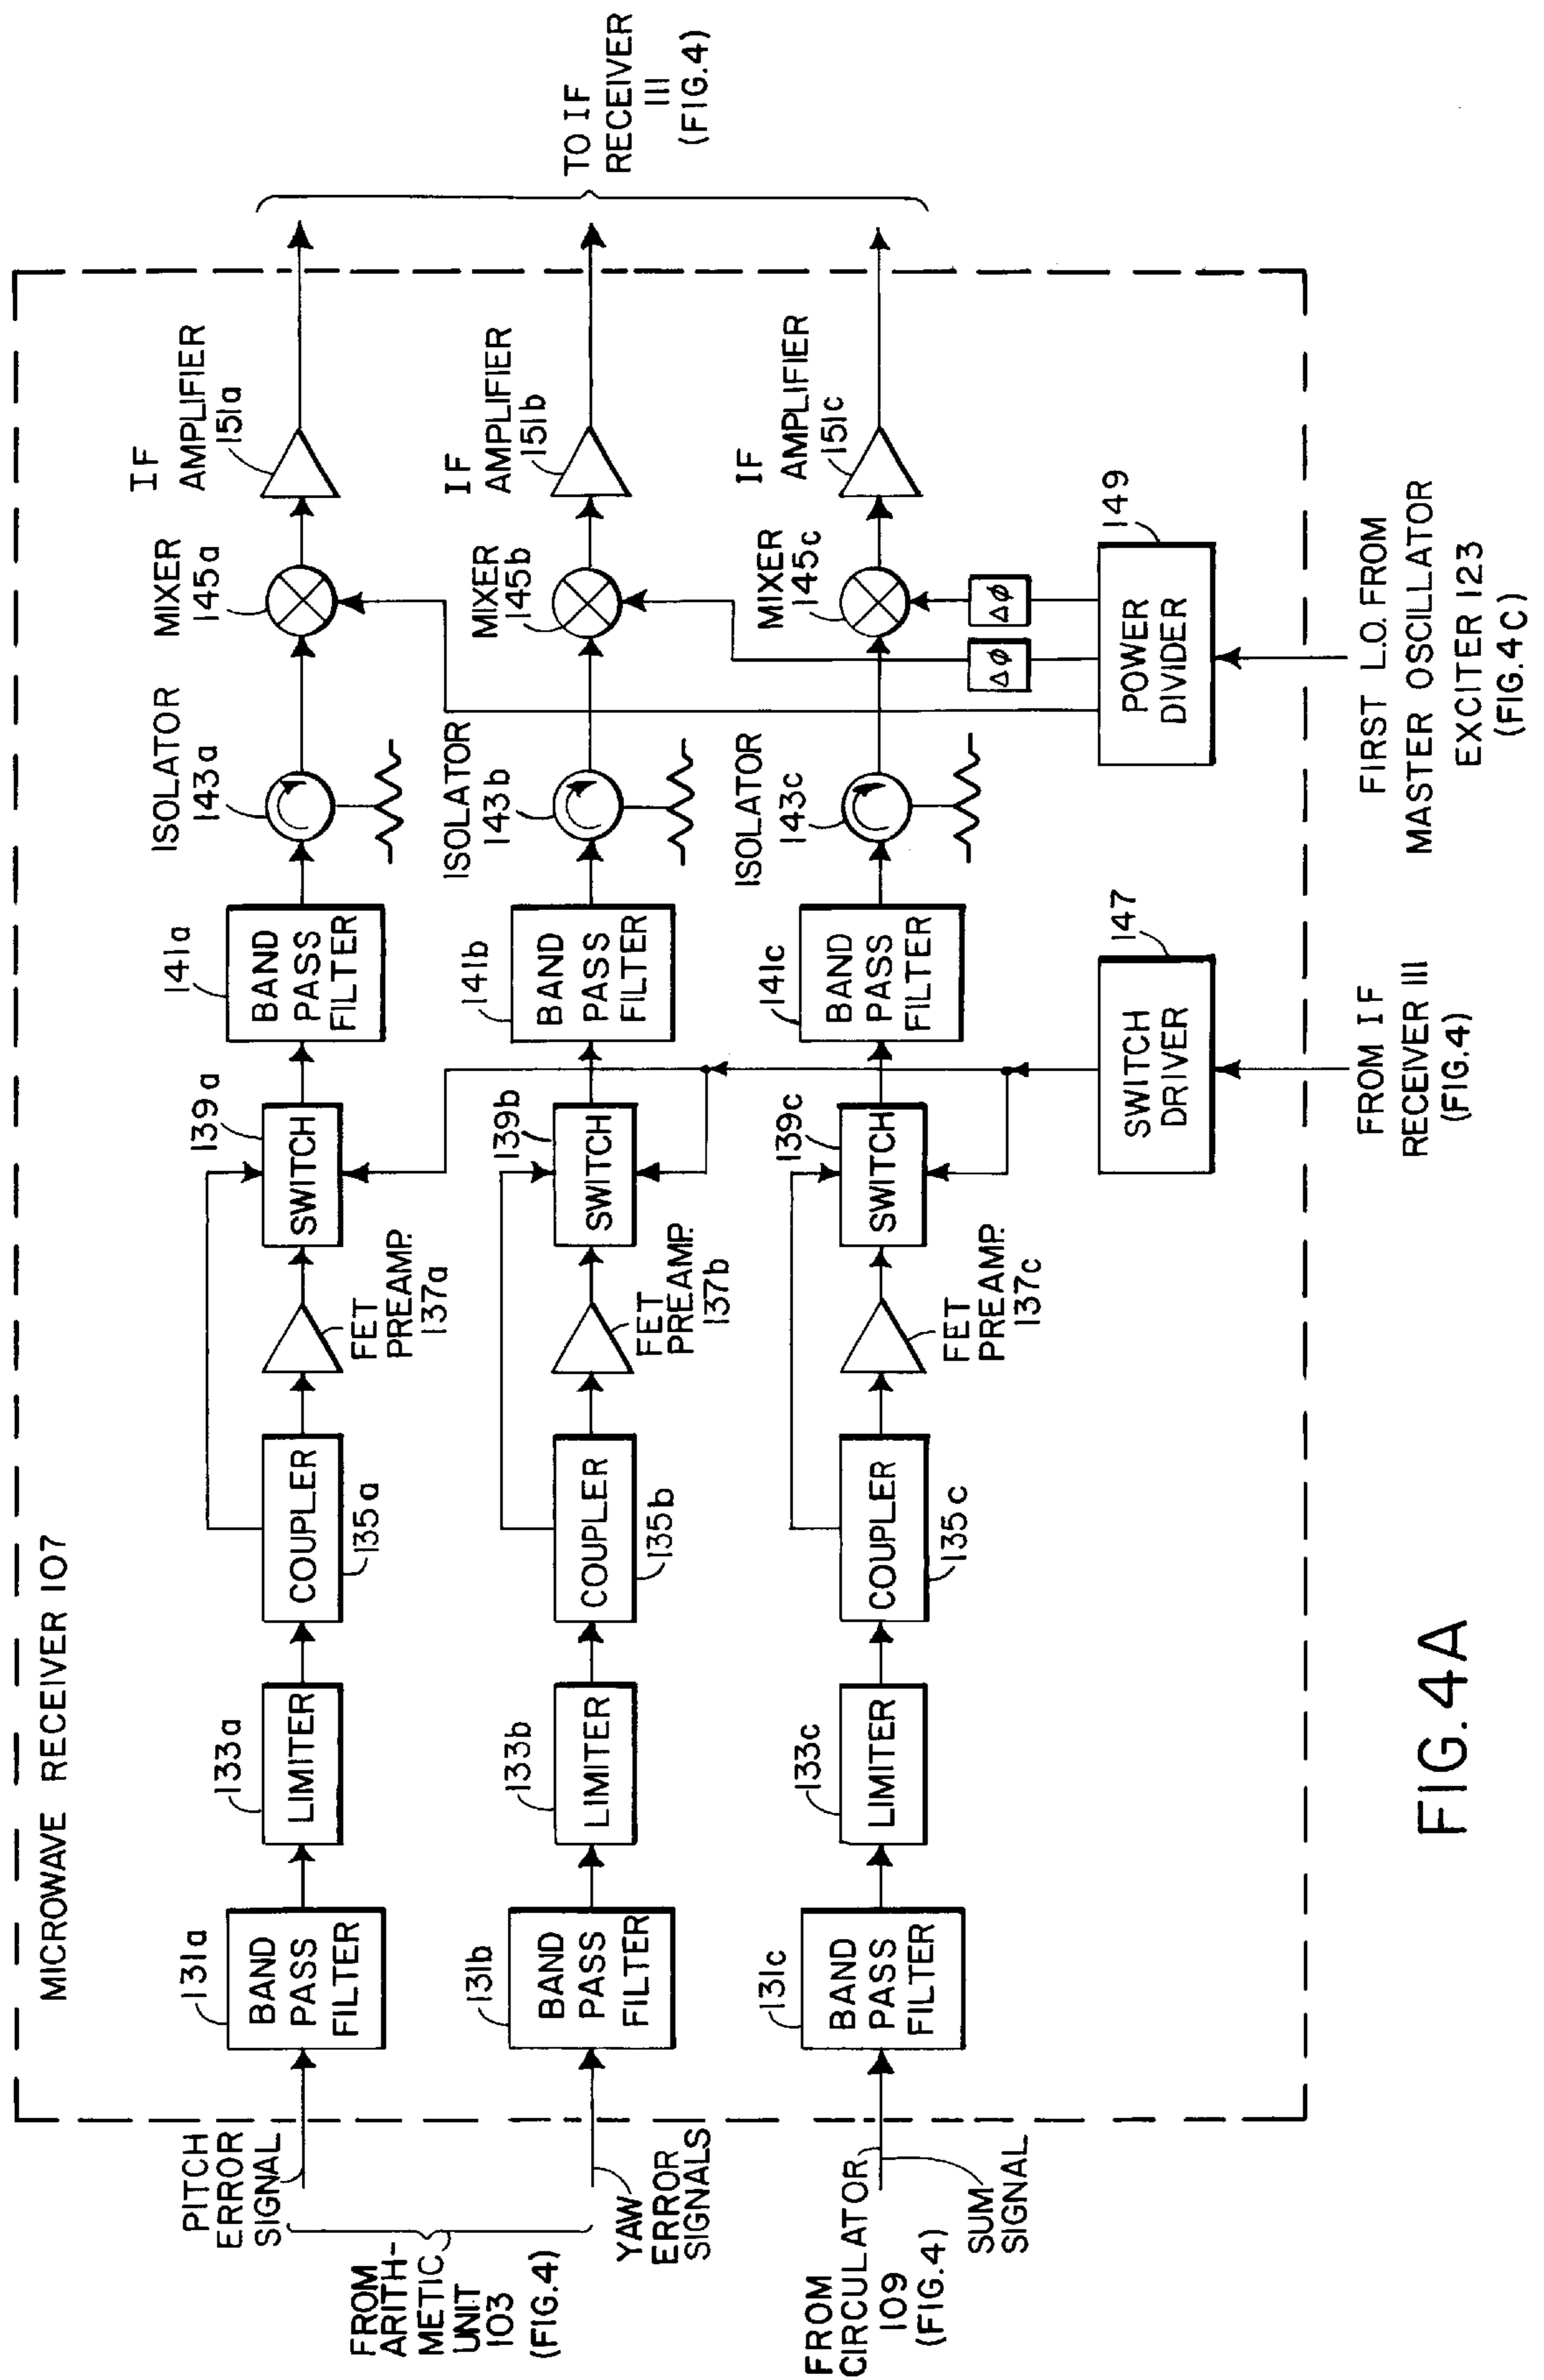 MICROWAVE RECEIVER 107
PITCH
ERROR
SIGNAL
131a
BAND
PASS
FILTER
133a
LIMITER
COUPLER
135a
FET
PREAMP.
137a
139a
SWITCH
141a
BAND
PASS
FILTER
ISOLATOR
143a
MIXER
145a
IF
AMPLIFIER
151a
FROM
ARITH-
METIC
UNIT
103
(FIG.4)
YAW
ERROR
SIGNALS
131b
BAND
PASS
FILTER
133b
LIMITER
COUPLER
135b
FET
PREAMP.
137b
139b
SWITCH
141b
BAND
PASS
FILTER
ISOLATOR
143b
MIXER
145b
IF
AMPLIFIER
151b
TO IF
RECEIVER
111
(FIG.4)
FROM
CIRCULATOR
109
(FIG.4)
SUM
SIGNAL
131c
BAND
PASS
FILTER
133c
LIMITER
COUPLER
135c
FET
PREAMP.
137c
139c
SWITCH
141c
BAND
PASS
FILTER
ISOLATOR
143c
MIXER
145c
IF
AMPLIFIER
151c
Δφ
Δφ
SWITCH
DRIVER
147
POWER
DIVIDER
149
FROM IF
RECEIVER 111
(FIG.4)
FIRST L.O. FROM
MASTER OSCILLATOR
EXCITER 123
(FIG.4C)
FIG.4A